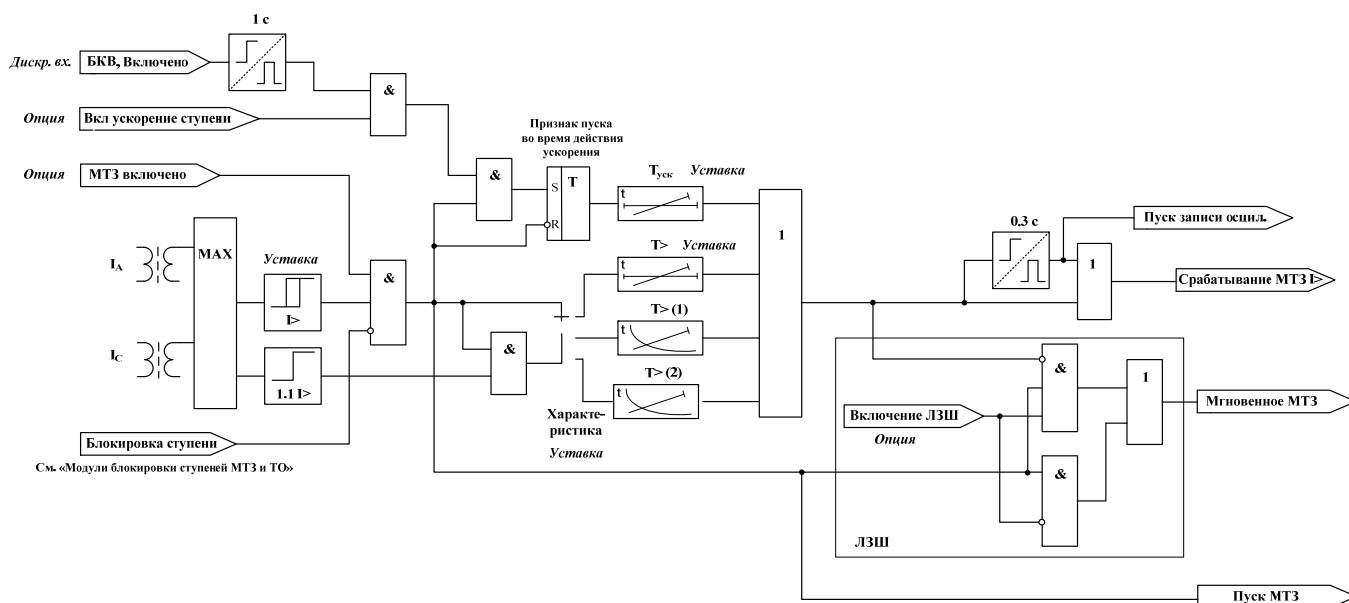 1 с
Дискр. вх.
БКВ, Включено
&
Опция
Вкл ускорение ступени
Признак пуска
во время действия
ускорения
Опция
МТЗ включено
&
S
T
R
Tуск
Уставка
t
1
0.3 с
Пуск записи осцил.
IА
MAX
Уставка
I>
&
T>
Уставка
t
1
Срабатывание МТЗ I>
T> (1)
t
IС
1.1 I>
&
T> (2)
t
&
1
Включение ЛЗШ
Опция
Мгновенное МТЗ
Характе-
ристика
Уставка
Блокировка ступени
См. «Модули блокировки ступеней МТЗ и ТО»
&
ЛЗШ
Пуск МТЗ